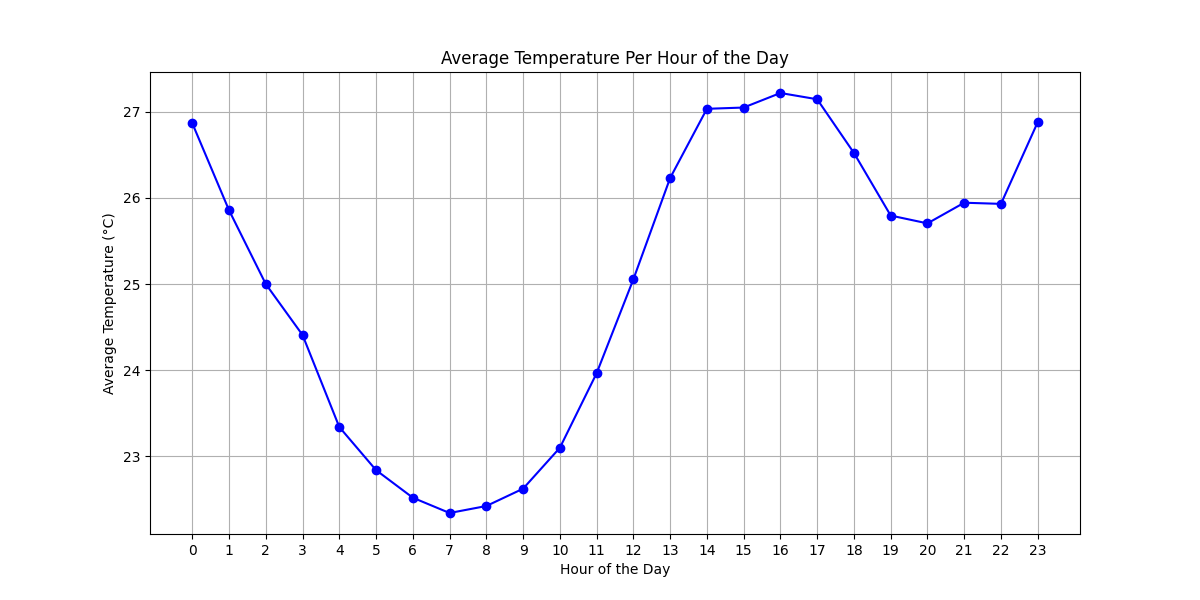 Average Temperature Per Hour of the Day
Average Temperature (°C)
27
26
25
24
23
0 1 2 3 4 5 6 7 8 9 10 11 12 13 14 15 16 17 18 19 20 21 22 23
Hour of the Day